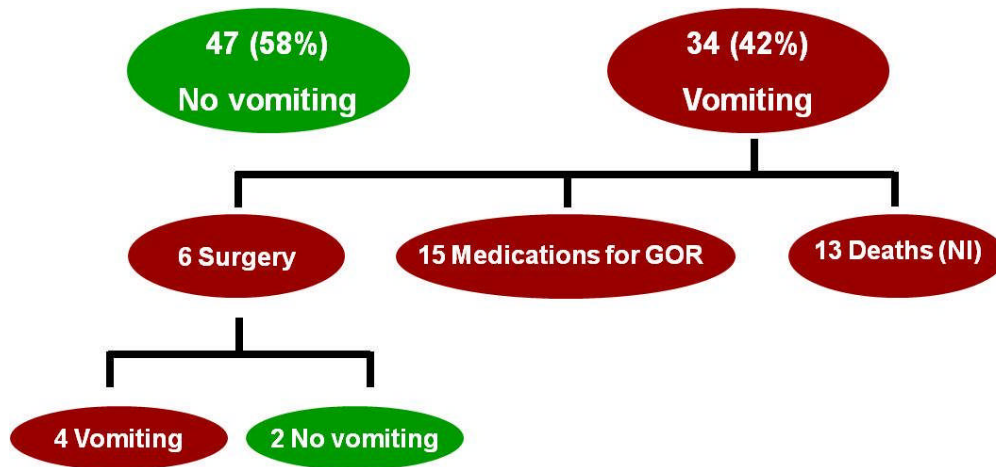 47 (58%)
No vomiting
34 (42%)
Vomiting
6 Surgery
15 Medications for GOR
13 Deaths (NI)
4 Vomiting
2 No vomiting